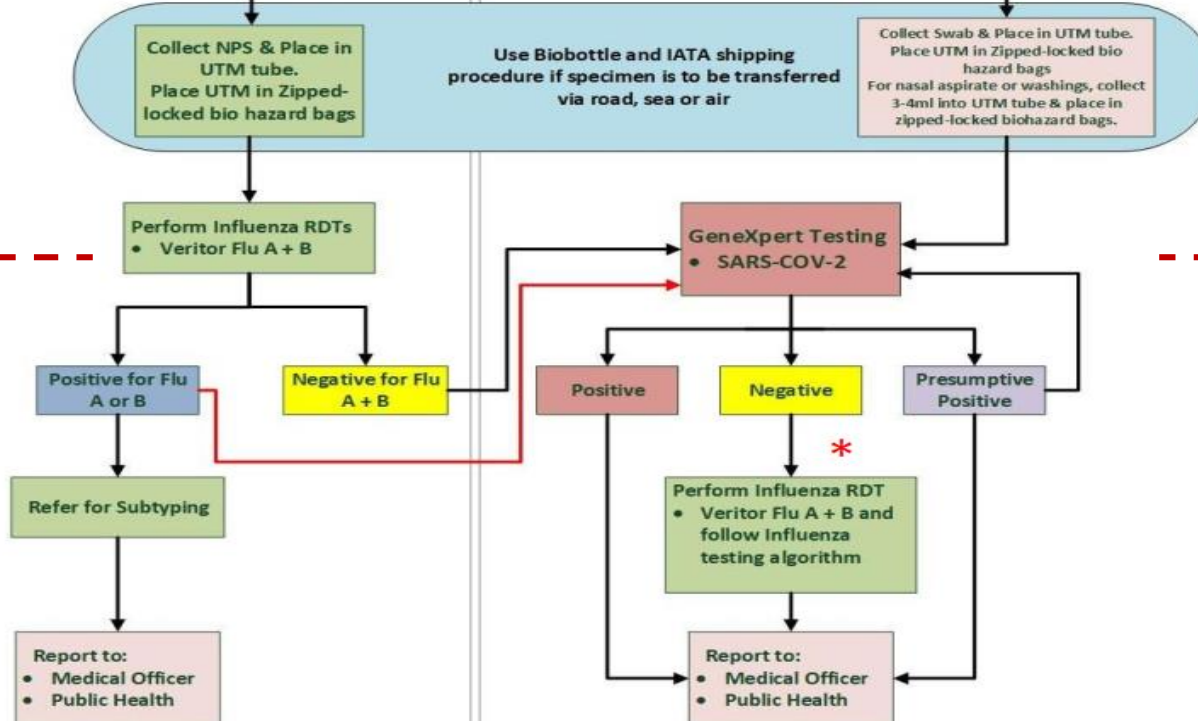 Collect NPS & Place in
UTM tube.
Place UTM in Zipped-
locked bio hazard bags
Use Biobottle and IATA shipping
procedure if specimen is to be transferred
via road, sea or air
Collect Swab & Place in UTM tube.
Place UTM in Zipped-locked bio
hazard bags
For nasal aspirate or washings, collect
3-4ml into UTM tube & place in
zipped-locked biohazard bags.
Perform Influenza RDTs
• Veritor Flu A + B
GeneXpert Testing
• SARS-COV-2
Positive for Flu
A or B
Negative for Flu
A + B
Positive
Negative
Presumptive
Positive
*
Refer for Subtyping
Perform Influenza RDT
• Veritor Flu A + B and
follow Influenza
testing algorithm
Report to:
• Medical Officer
• Public Health
Report to:
• Medical Officer
• Public Health